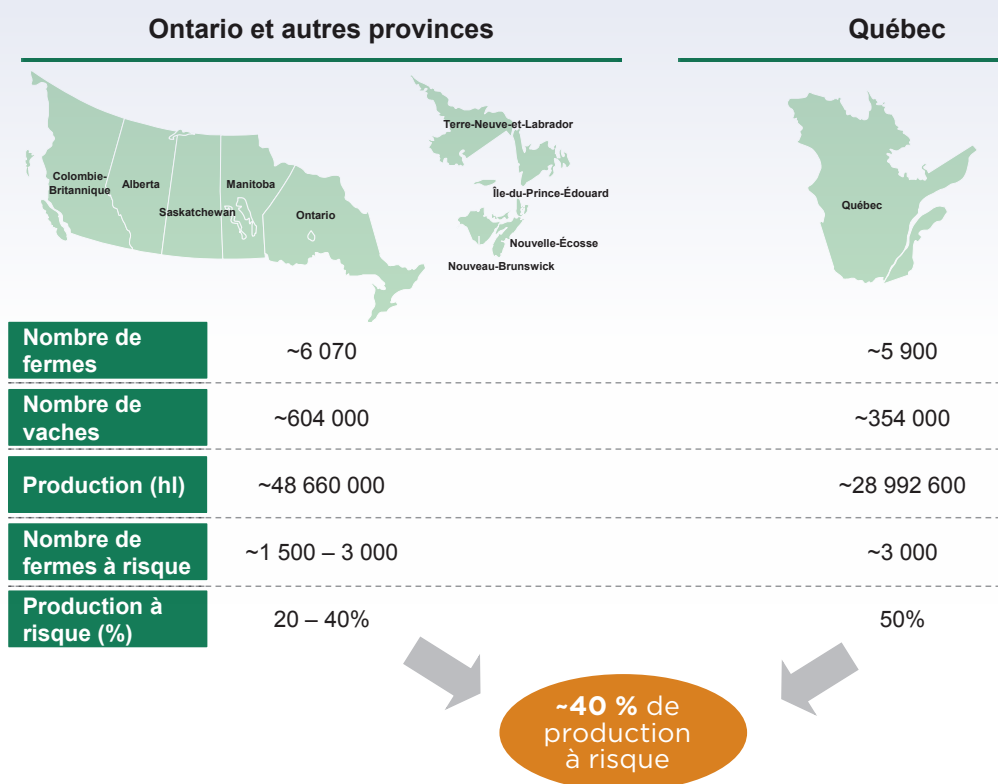 Ontario et autres provinces
Québec
Terre-Neuve-et-Labrador
Colombie-
Britannique
Alberta
Manitoba
Saskatchewan
Ontario
Île-du-Prince-Édouard
Nouvelle-Écosse
Nouveau-Brunswick
Québec
Nombre de
fermes
~6 070
~5 900
Nombre de
vaches
~604 000
~354 000
Production (hl)
~48 660 000
~28 992 600
Nombre de
fermes à risque
~1 500 – 3 000
~3 000
Production à
risque (%)
20 – 40%
50%
~40 % de
production
à risque